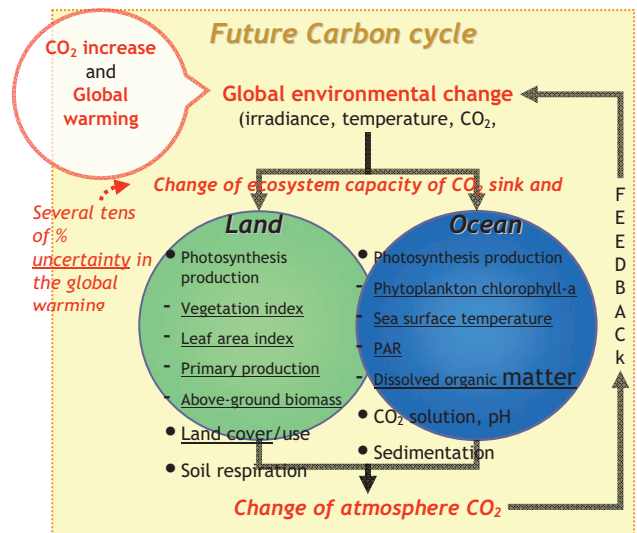 Future Carbon cycle
CO₂ increase
and
Global
warming
Global environmental change
(irradiance, temperature, CO₂,
Change of ecosystem capacity of CO₂ sink and
Several tens
of %
uncertainty in
the global
warming
Land
• Photosynthesis
production
- Vegetation index
- Leaf area index
- Primary production
- Above-ground biomass
• Land cover/use
• Soil respiration
Ocean
• Photosynthesis production
- Phytoplankton chlorophyll-a
- Sea surface temperature
- PAR
- Dissolved organic matter
• CO₂ solution, pH
• Sedimentation
FEEDBACk
Change of atmosphere CO₂